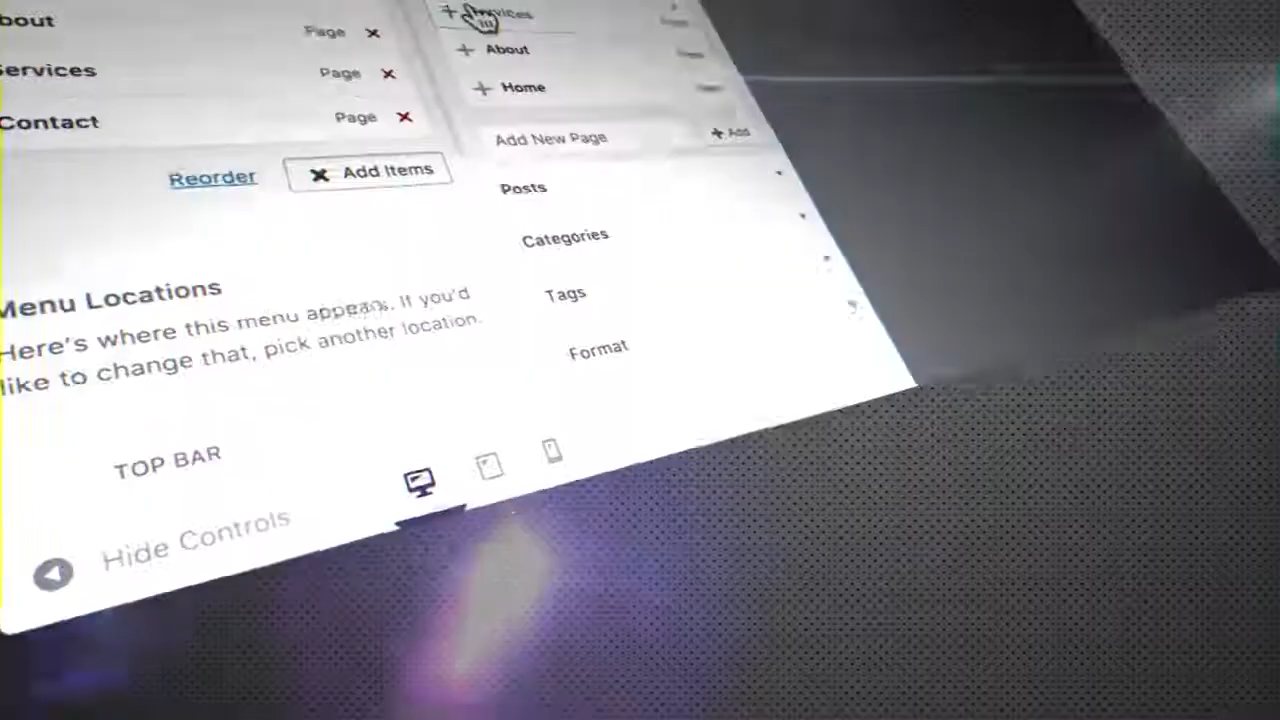 bout
Page
ervices
Page
Contact
Page
Reorder
Add Items
Menu Locations
Here's where this menu appears. If you'd
like to change that, pick another location.
TOP BAR
Hide Controls
Services
About
Home
Add New Page
Add
Posts
Categories
Tags
Format